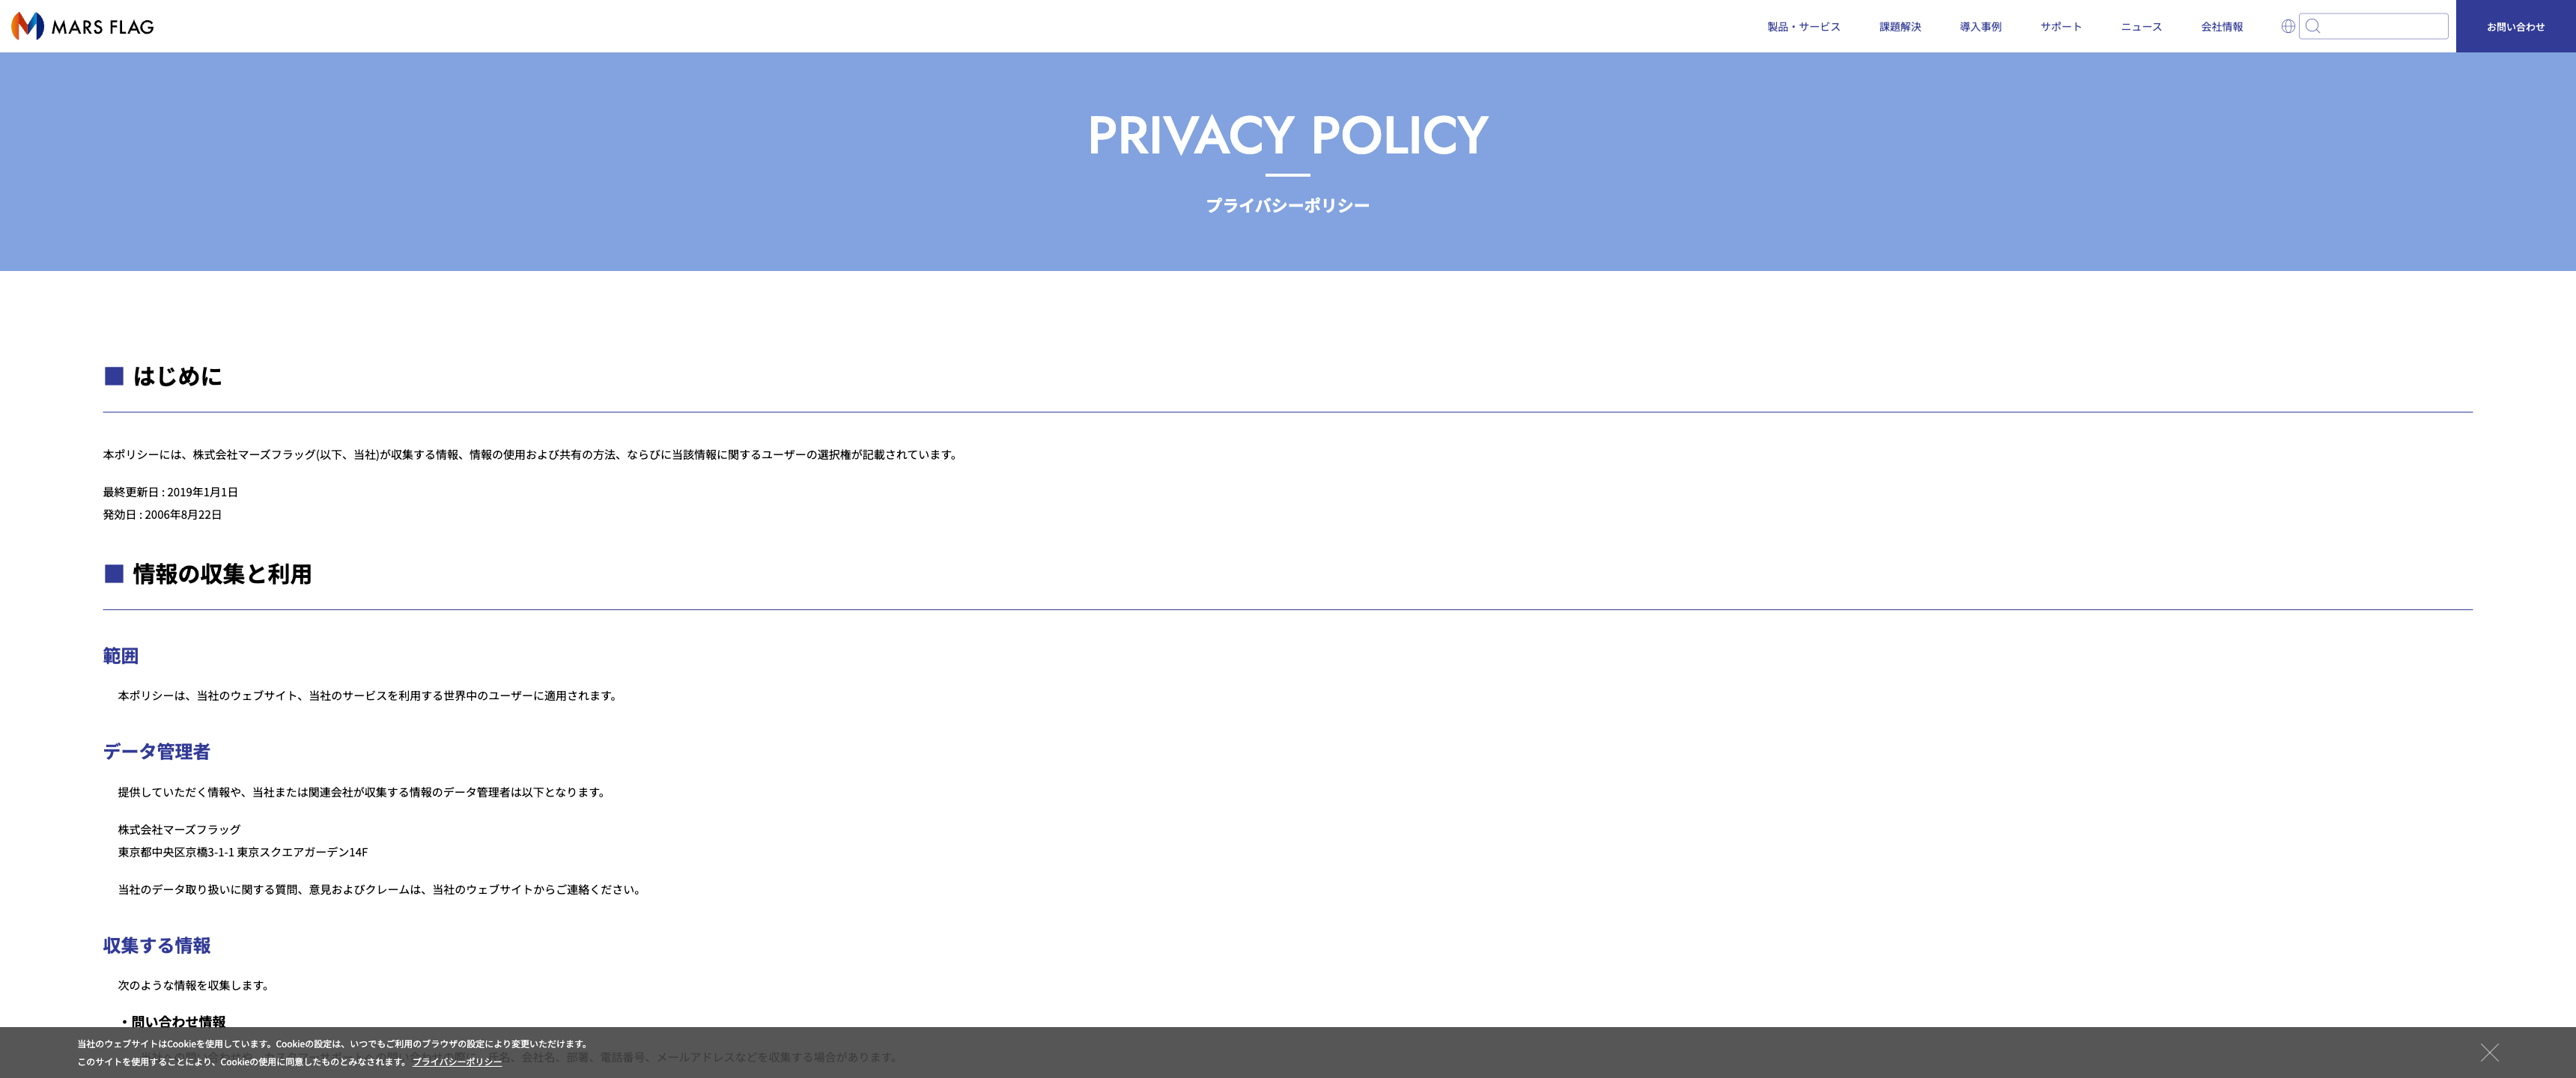 MARS FLAG
製品・サービス
課題解決
導入事例
サポート
ニュース
会社情報
お問い合わせ
PRIVACY POLICY
プライバシーポリシー
■ はじめに
本ポリシーには、株式会社マーズフラッグ(以下、当社)が収集する情報、情報の使用および共有の方法、ならびに当該情報に関するユーザーの選択権が記載されています。
最終更新日 : 2019年1月1日
発効日 : 2006年8月22日
■ 情報の収集と利用
範囲
本ポリシーは、当社のウェブサイト、当社のサービスを利用する世界中のユーザーに適用されます。
データ管理者
提供していただく情報や、当社または関連会社が収集する情報のデータ管理者は以下となります。
株式会社マーズフラッグ
東京都中央区京橋3-1-1 東京スクエアガーデン14F
当社のデータ取り扱いに関する質問、意見およびクレームは、当社のウェブサイトからご連絡ください。
収集する情報
次のような情報を収集します。
・問い合わせ情報
当社のウェブサイトはCookieを使用しています。Cookieの設定は、いつでもご利用のブラウザの設定により変更いただけます。
このサイトを使用することにより、Cookieの使用に同意したものとみなされます。 プライバシーポリシー
氏名、会社名、部署、電話番号、メールアドレスなどを収集する場合があります。